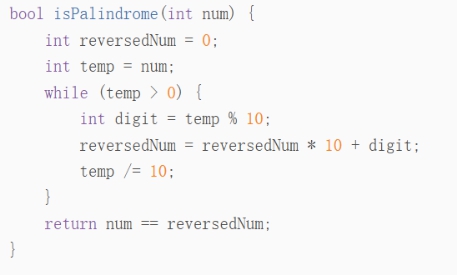 bool isPalindrome(int num) {
    int reversedNum = 0;
    int temp = num;
    while (temp > 0) {
        int digit = temp % 10;
        reversedNum = reversedNum * 10 + digit;
        temp /= 10;
    }
    return num == reversedNum;
}